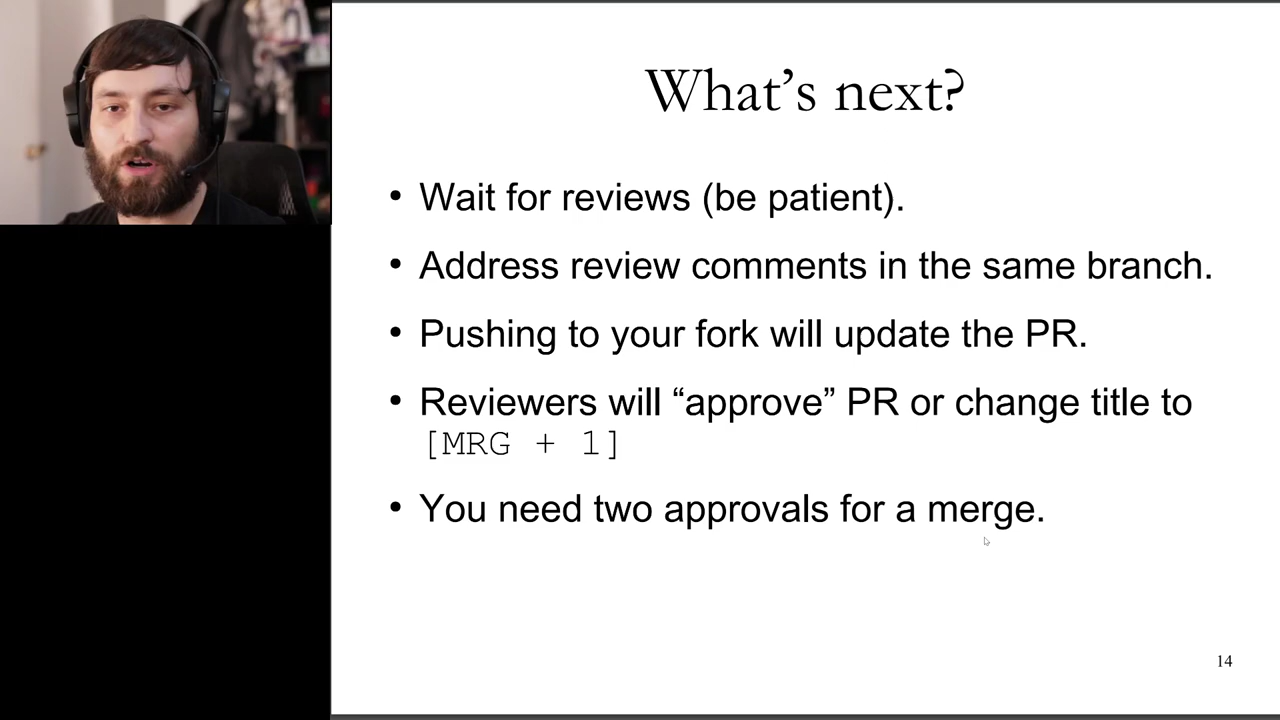 What’s next?
• Wait for reviews (be patient).
• Address review comments in the same branch.
• Pushing to your fork will update the PR.
• Reviewers will “approve” PR or change title to
[MRG + 1]
• You need two approvals for a merge.
14